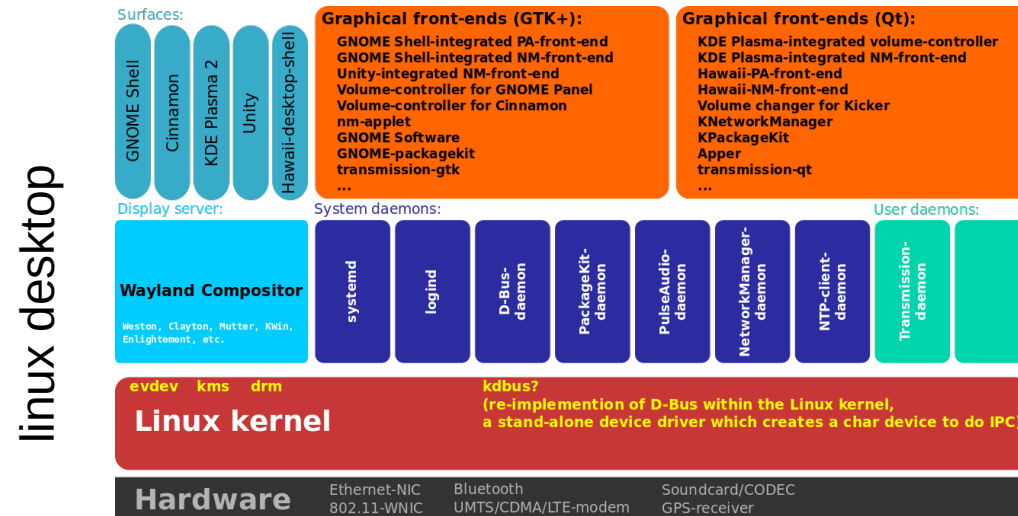 linux desktop
Surfaces:
GNOME Shell
Cinnamon
KDE Plasma 2
Unity
Hawaii-desktop-shell
Graphical front-ends (GTK+):
GNOME Shell-integrated PA-front-end
GNOME Shell-integrated NM-front-end
Unity-integrated NM-front-end
Volume-controller for GNOME Panel
Volume-controller for Cinnamon
nm-applet
GNOME Software
GNOME-packagekit
transmission-gtk
...
Graphical front-ends (Qt):
KDE Plasma-integrated volume-controller
KDE Plasma-integrated NM-front-end
Hawaii-PA-front-end
Hawaii-NM-front-end
Volume changer for Kicker
KNetworkManager
KPackageKit
Apper
transmission-qt
...
Display server:
Wayland Compositor
Weston, Clayton, Mutter, KWin,
Enlightement, etc.
System daemons:
systemd
logind
D-Bus-
daemon
PackageKit-
daemon
PulseAudio-
daemon
NetworkManager-
daemon
NTP-client-
daemon
User daemons:
Transmission-
daemon
evdev kms drm
Linux kernel
kdbus?
(re-implemention of D-Bus within the Linux kernel,
a stand-alone device driver which creates a char device to do IPC)
Hardware
Ethernet-NIC
802.11-WNIC
Bluetooth
UMTS/CDMA/LTE-modem
Soundcard/CODEC
GPS-receiver